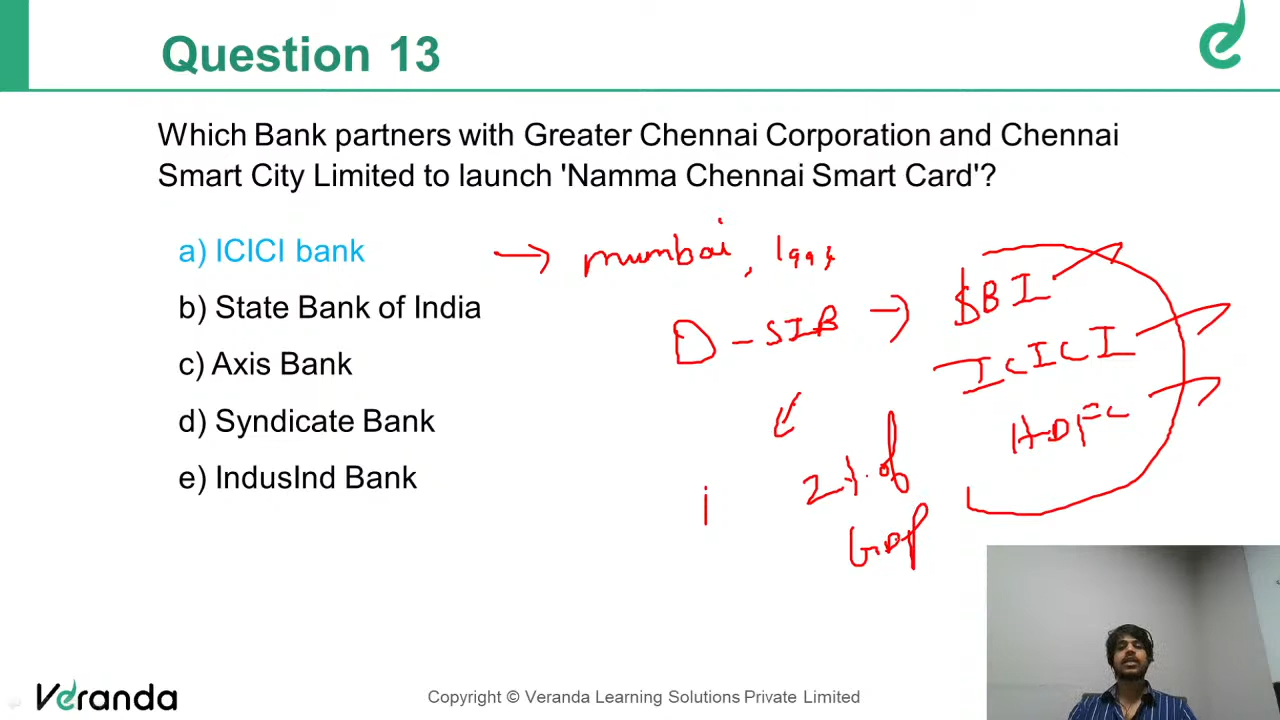 Question 13
Which Bank partners with Greater Chennai Corporation and Chennai
Smart City Limited to launch 'Namma Chennai Smart Card'?
a) ICICI bank
mumbai, 1994
b) State Bank of India
D-SIB → SBI
c) Axis Bank
ICICI
d) Syndicate Bank
HDFC
e) IndusInd Bank
2% of
GDP
Veranda
Copyright © Veranda Learning Solutions Private Limited